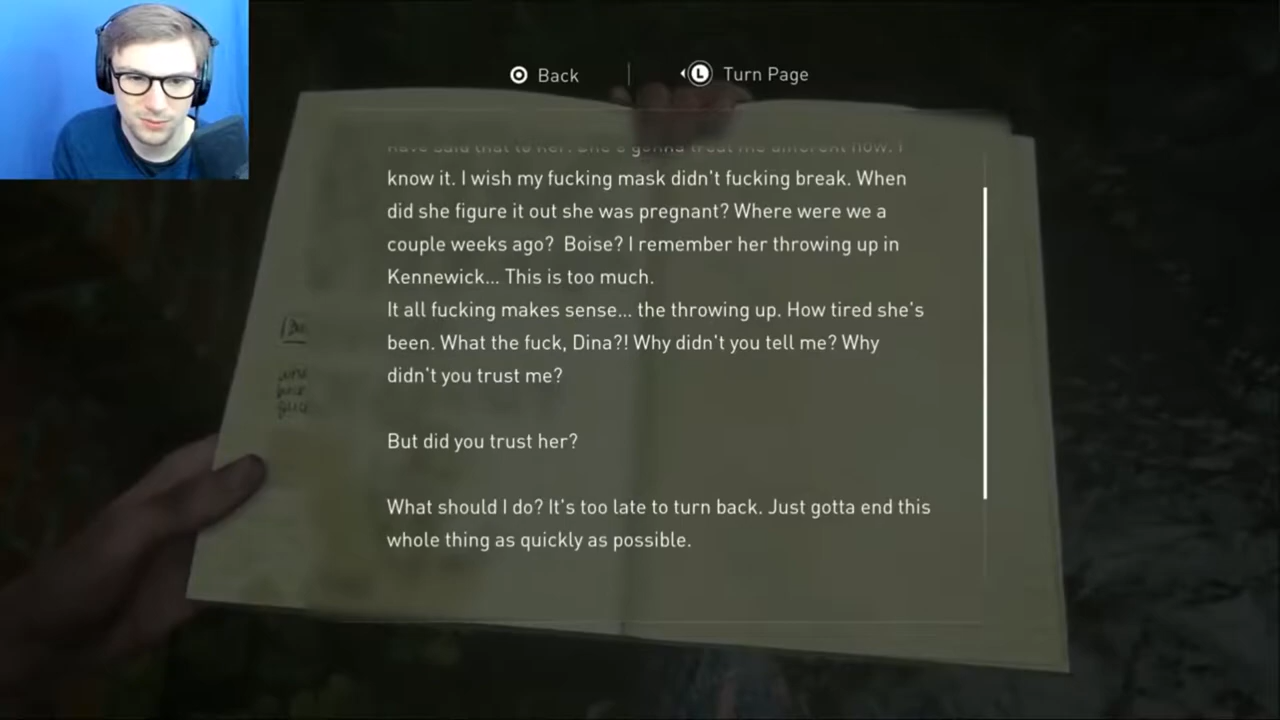 Back
L Turn Page
know it. I wish my fucking mask didn't fucking break. When
did she figure it out she was pregnant? Where were we a
couple weeks ago?  Boise? I remember her throwing up in
Kennewick... This is too much.
It all fucking makes sense... the throwing up. How tired she's
been. What the fuck, Dina?! Why didn't you tell me? Why
didn't you trust me?
But did you trust her?
What should I do? It's too late to turn back. Just gotta end this
whole thing as quickly as possible.